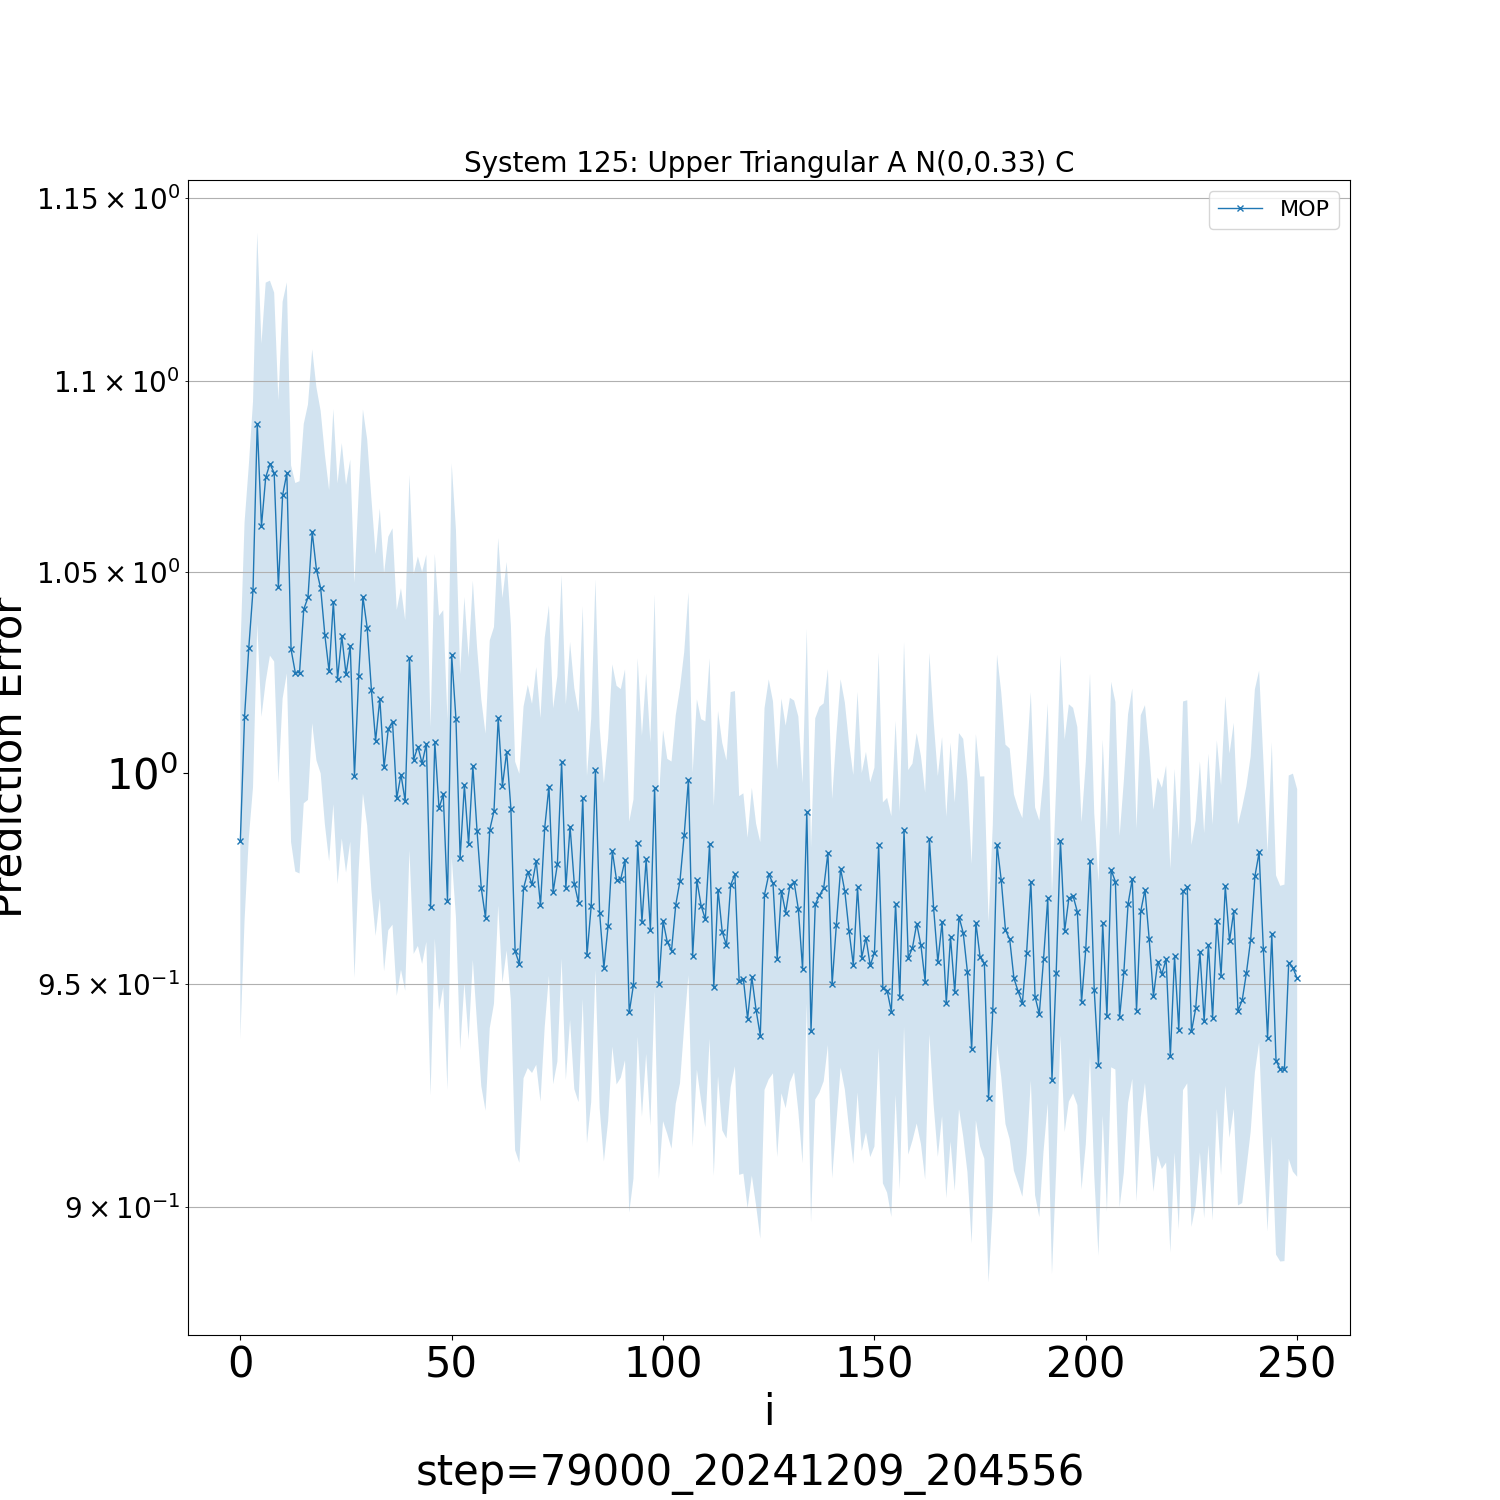 System 125: Upper Triangular A N(0,0.33) C
MOP
1.15 × 10⁰
1.1 × 10⁰
1.05 × 10⁰
10⁰
9.5 × 10⁻¹
9 × 10⁻¹
Prediction Error
0 50 100 150 200 250
i
step=79000_20241209_204556